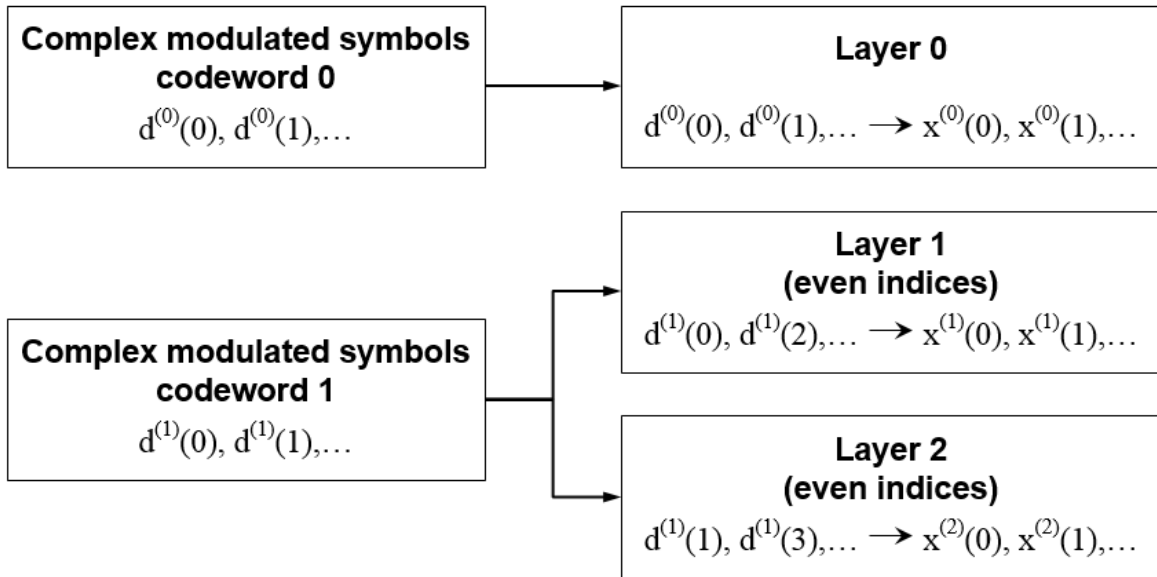 Complex modulated symbols
codeword 0
d⁽⁰⁾(0), d⁽⁰⁾(1),…
Layer 0
d⁽⁰⁾(0), d⁽⁰⁾(1),… → x⁽⁰⁾(0), x⁽⁰⁾(1),…
Complex modulated symbols
codeword 1
d⁽¹⁾(0), d⁽¹⁾(1),…
Layer 1
(even indices)
d⁽¹⁾(0), d⁽¹⁾(2),… → x⁽¹⁾(0), x⁽¹⁾(1),…
Layer 2
(even indices)
d⁽¹⁾(1), d⁽¹⁾(3),… → x⁽²⁾(0), x⁽²⁾(1),…